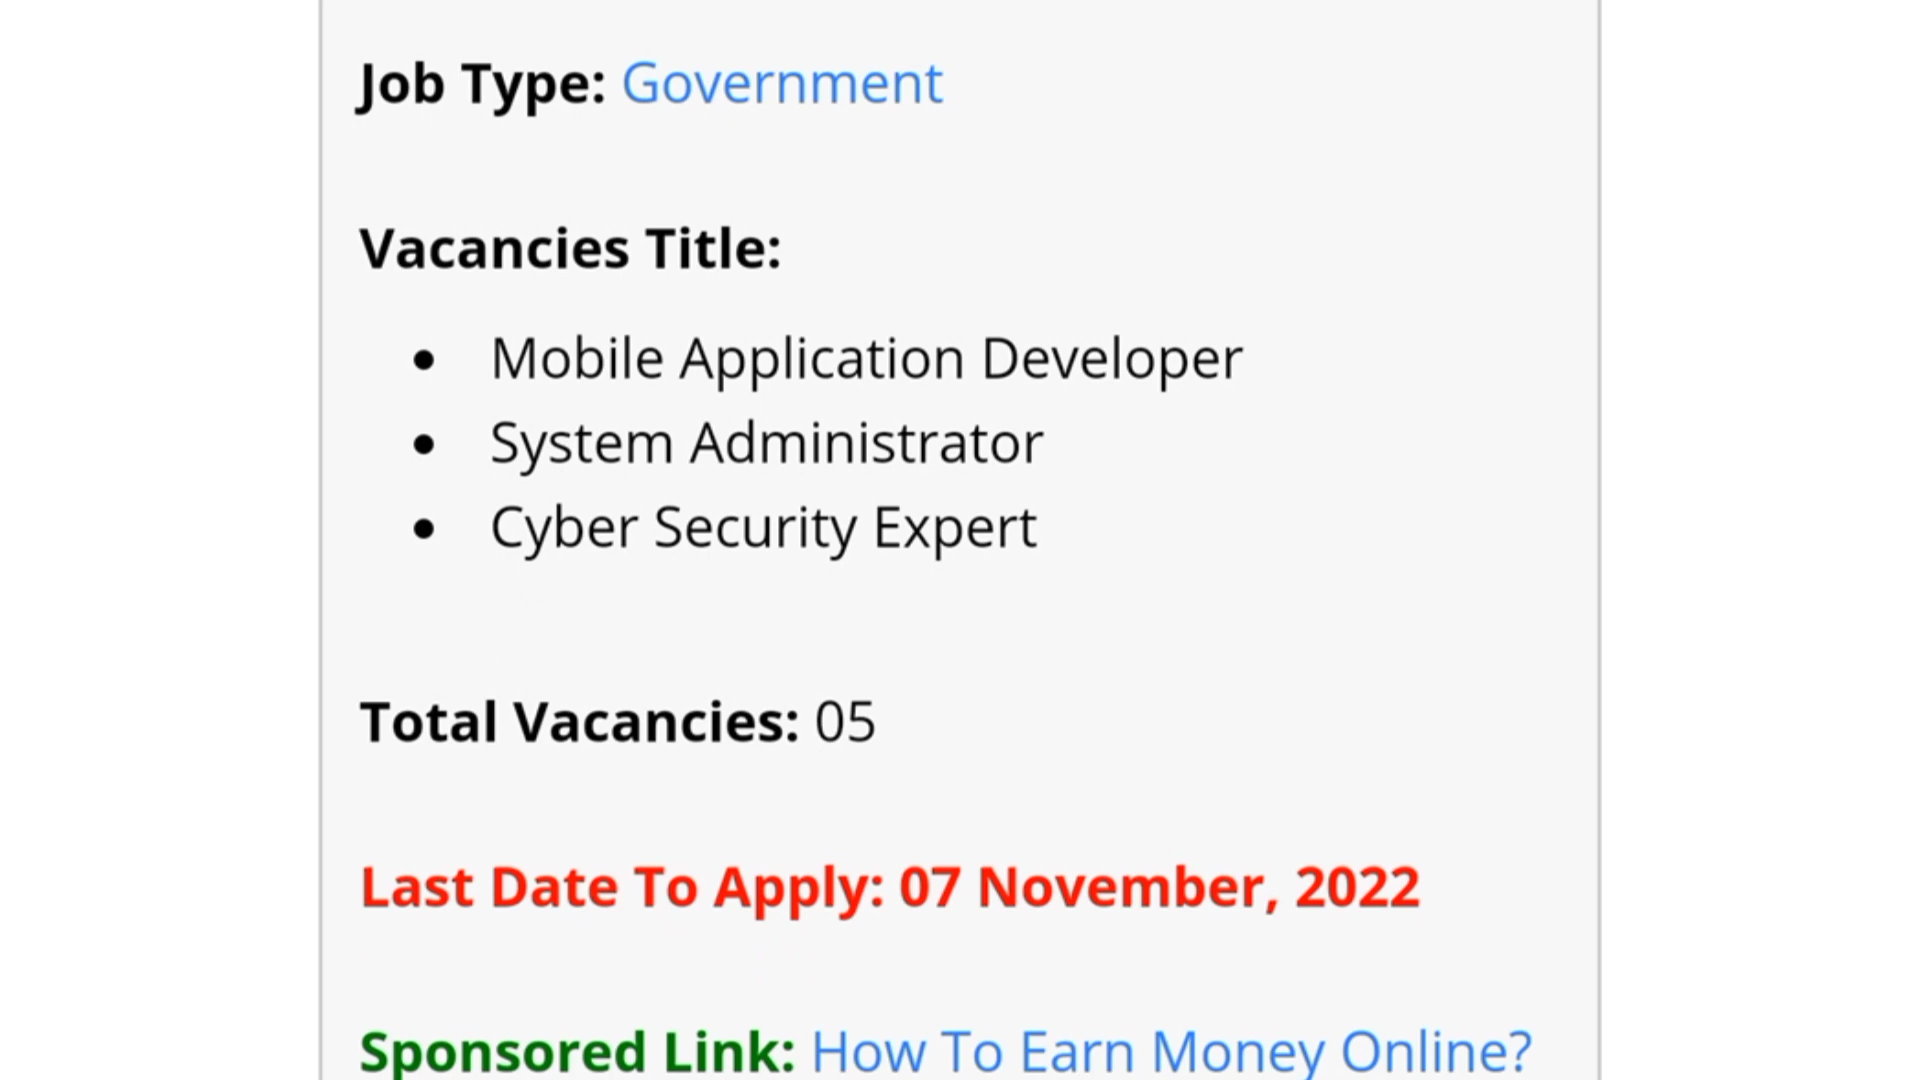 Job Type: Government
Vacancies Title:
• Mobile Application Developer
• System Administrator
• Cyber Security Expert
Total Vacancies: 05
Last Date To Apply: 07 November, 2022
Sponsored Link: How To Earn Money Online?